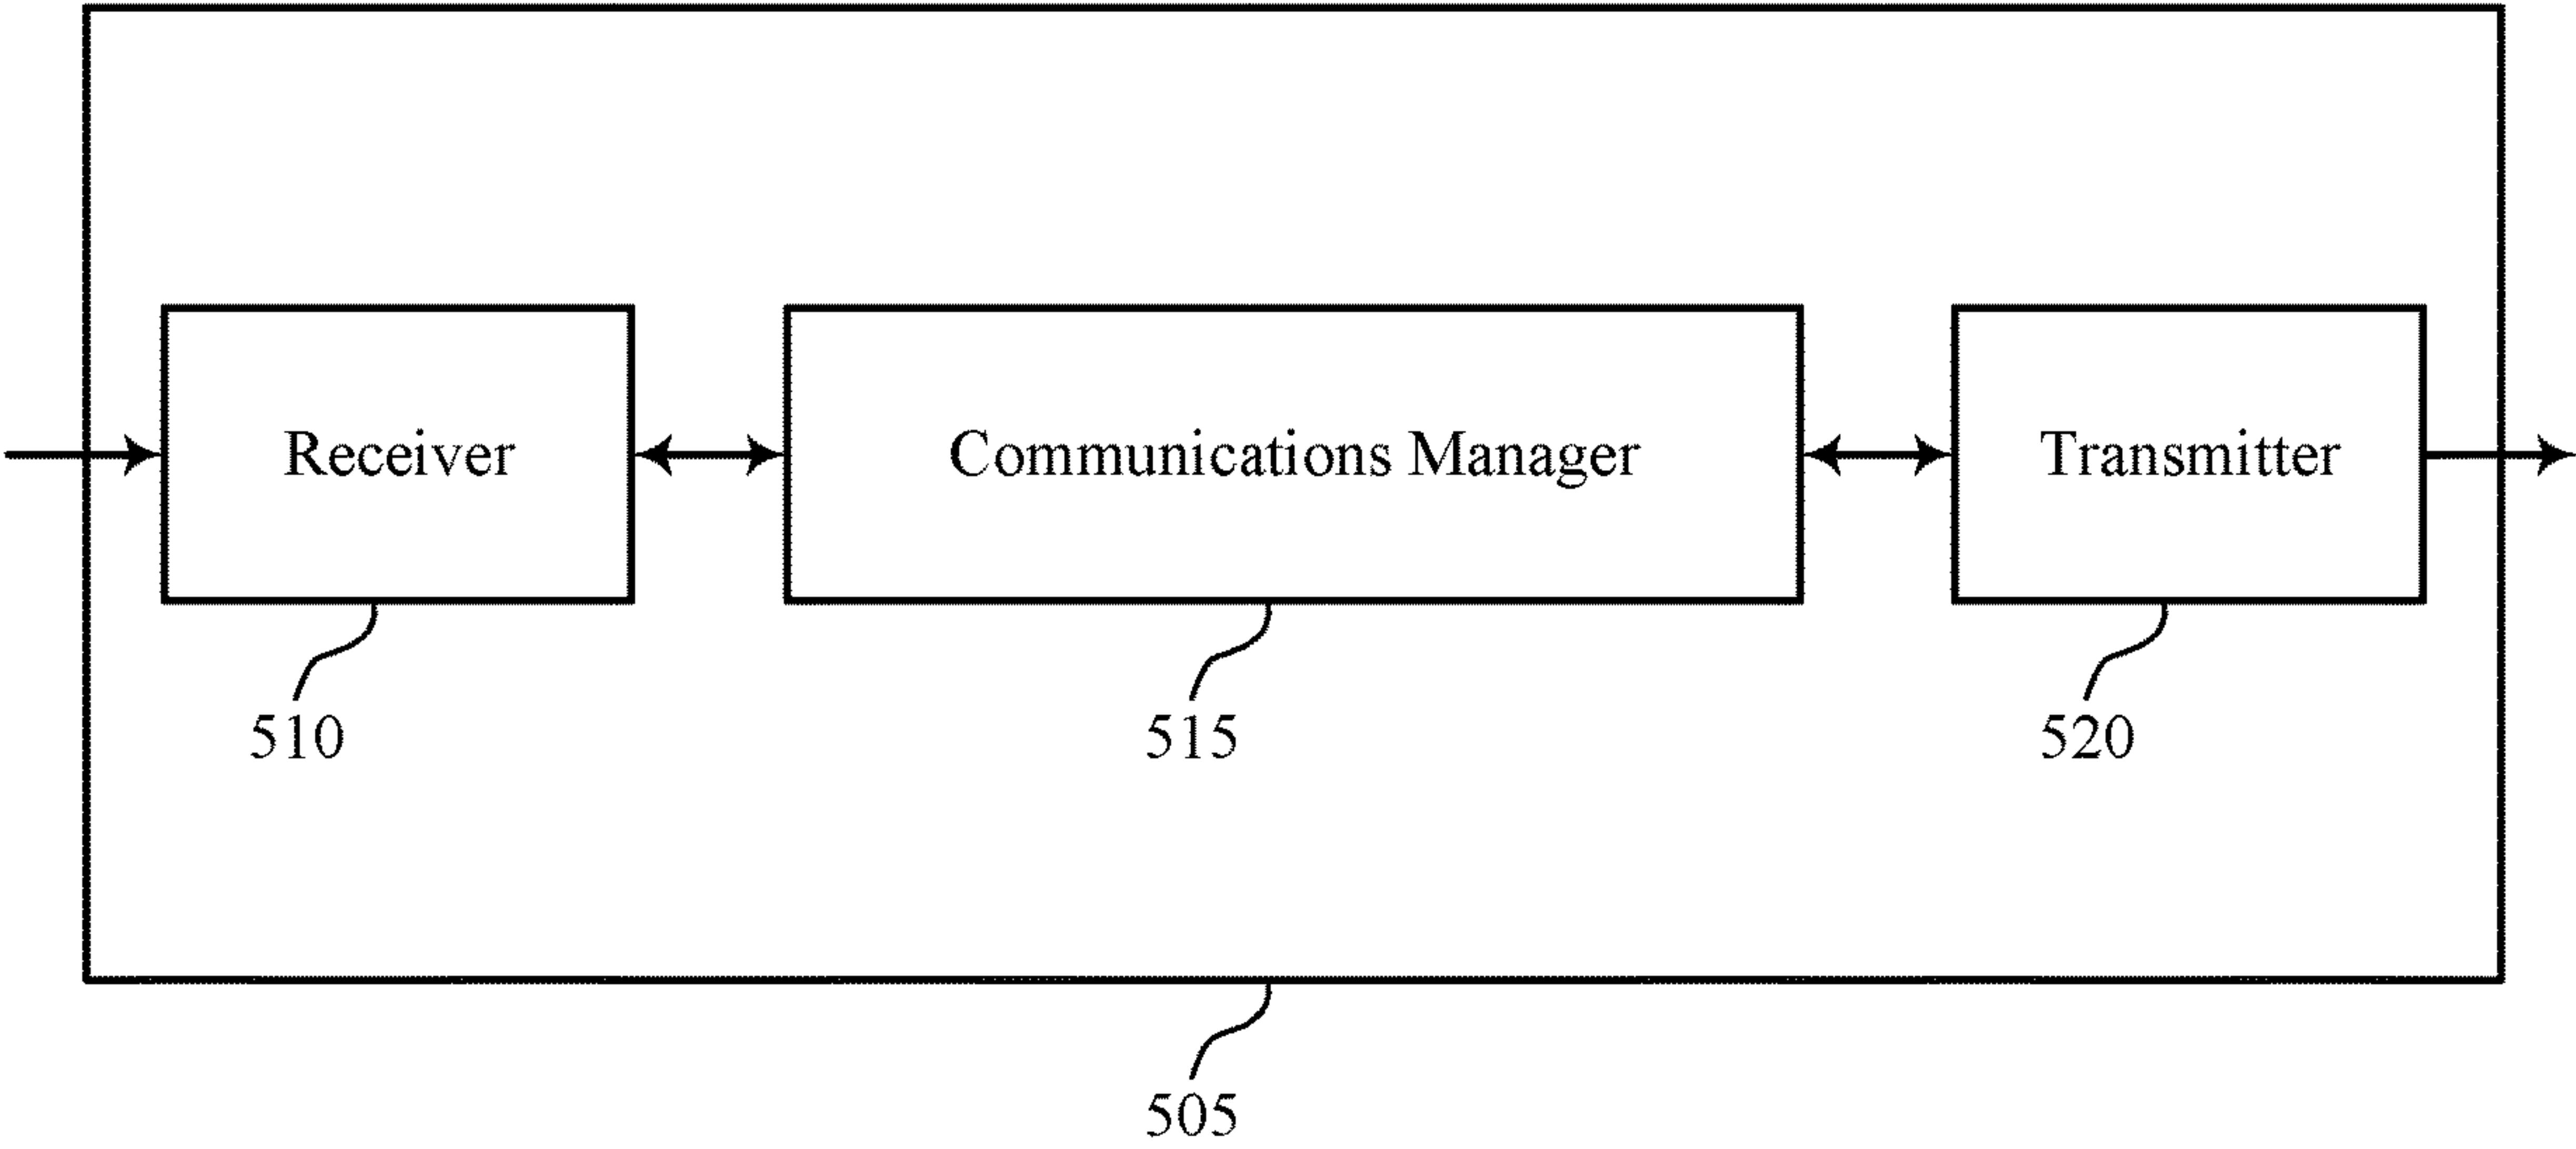 Receiver
Communications Manager
Transmitter
510
515
520
505